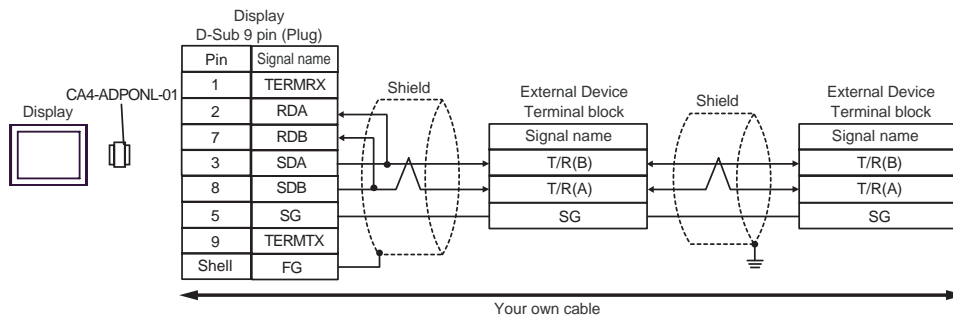 Display
D-Sub 9 pin (Plug)
Pin Signal name
1 TERMRX
2 RDA
7 RDB
3 SDA
8 SDB
5 SG
9 TERMTX
Shell FG
CA4-ADPONL-01
Display
Shield
External Device
Terminal block
Signal name
T/R(B)
T/R(A)
SG
Shield
External Device
Terminal block
Signal name
T/R(B)
T/R(A)
SG
Your own cable